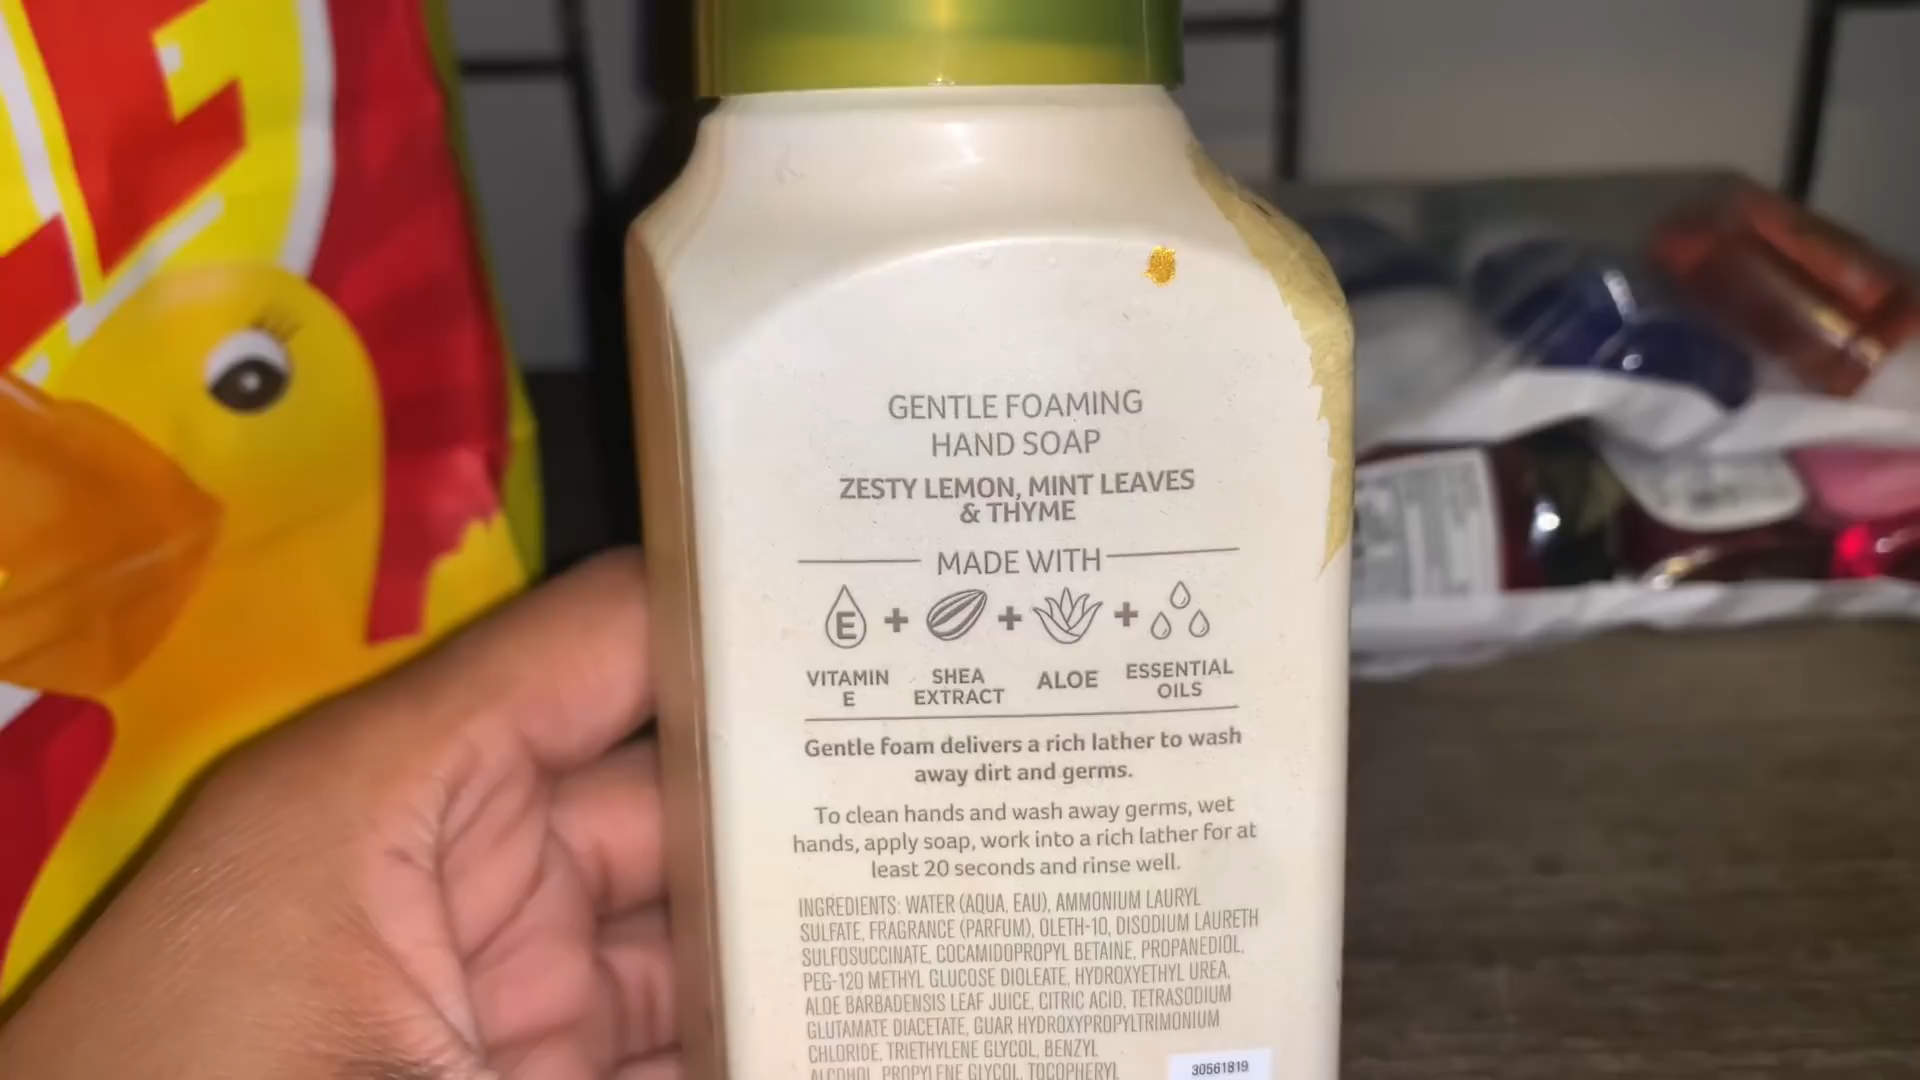 GENTLE FOAMING
HAND SOAP
ZESTY LEMON, MINT LEAVES
& THYME
MADE WITH
E + + +
VITAMIN
E
SHEA
EXTRACT
ALOE
ESSENTIAL
OILS
Gentle foam delivers a rich lather to wash
away dirt and germs.
To clean hands and wash away germs, wet
hands, apply soap, work into a rich lather for at
least 20 seconds and rinse well.
INGREDIENTS: WATER (AQUA, EAU), AMMONIUM LAURYL
SULFATE, FRAGRANCE (PARFUM), OLETH-10, DISODIUM LAURETH
SULFOSUCCINATE, COCAMIDOPROPYL BETAINE, PROPANEDIOL,
PEG-120 METHYL GLUCOSE DIOLEATE, HYDROXYETHYL UREA,
ALOE BARBADENSIS LEAF JUICE, CITRIC ACID, TETRASODIUM
GLUTAMATE DIACETATE, GUAR HYDROXYPROPYLTRIMONIUM
CHLORIDE, TRIETHYLENE GLYCOL, BENZYL
ALCOHOL, PROPYLENE GLYCOL, TOCOPHERYL
30561819